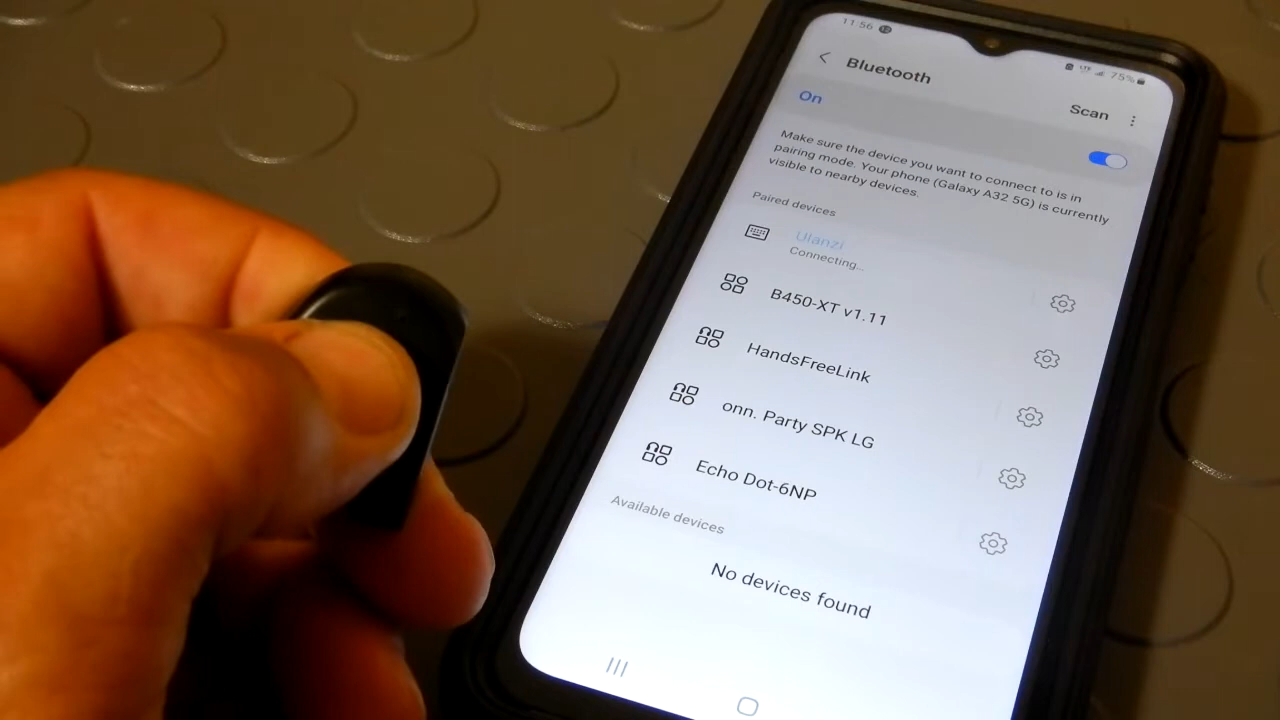 11:56
LTE 75%
Bluetooth
Scan
On
Make sure the device you want to connect to is in
pairing mode. Your phone (Galaxy A32 5G) is currently
visible to nearby devices.
Paired devices
Ulanzi
Connecting...
B450-XT v1.11
HandsFreeLink
onn. Party SPK LG
Echo Dot-6NP
Available devices
No devices found